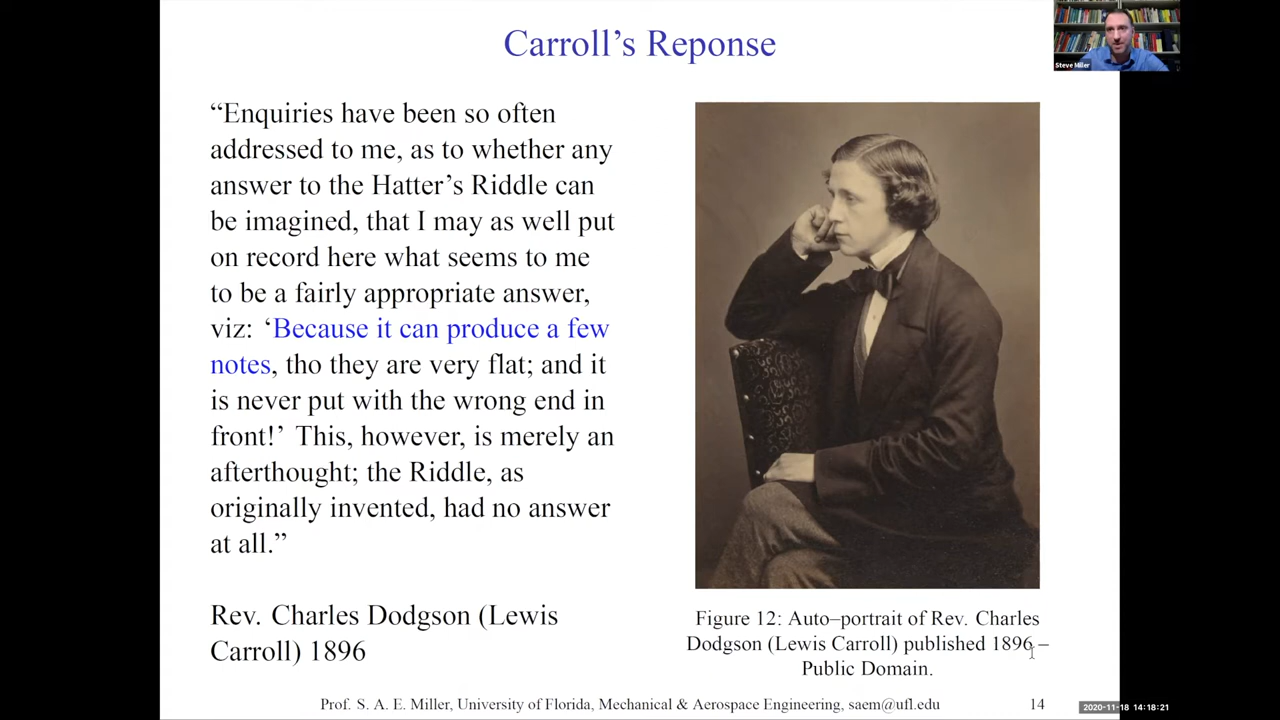 Carroll's Reponse
Steve Miller
“Enquiries have been so often
addressed to me, as to whether any
answer to the Hatter's Riddle can
be imagined, that I may as well put
on record here what seems to me
to be a fairly appropriate answer,
viz: ‘Because it can produce a few
notes, tho they are very flat; and it
is never put with the wrong end in
front!’ This, however, is merely an
afterthought; the Riddle, as
originally invented, had no answer
at all.”
Rev. Charles Dodgson (Lewis
Carroll) 1896
Figure 12: Auto–portrait of Rev. Charles
Dodgson (Lewis Carroll) published 1896 –
Public Domain.
Prof. S. A. E. Miller, University of Florida, Mechanical & Aerospace Engineering, saem@ufl.edu
14
2020-11-18 14:18:21